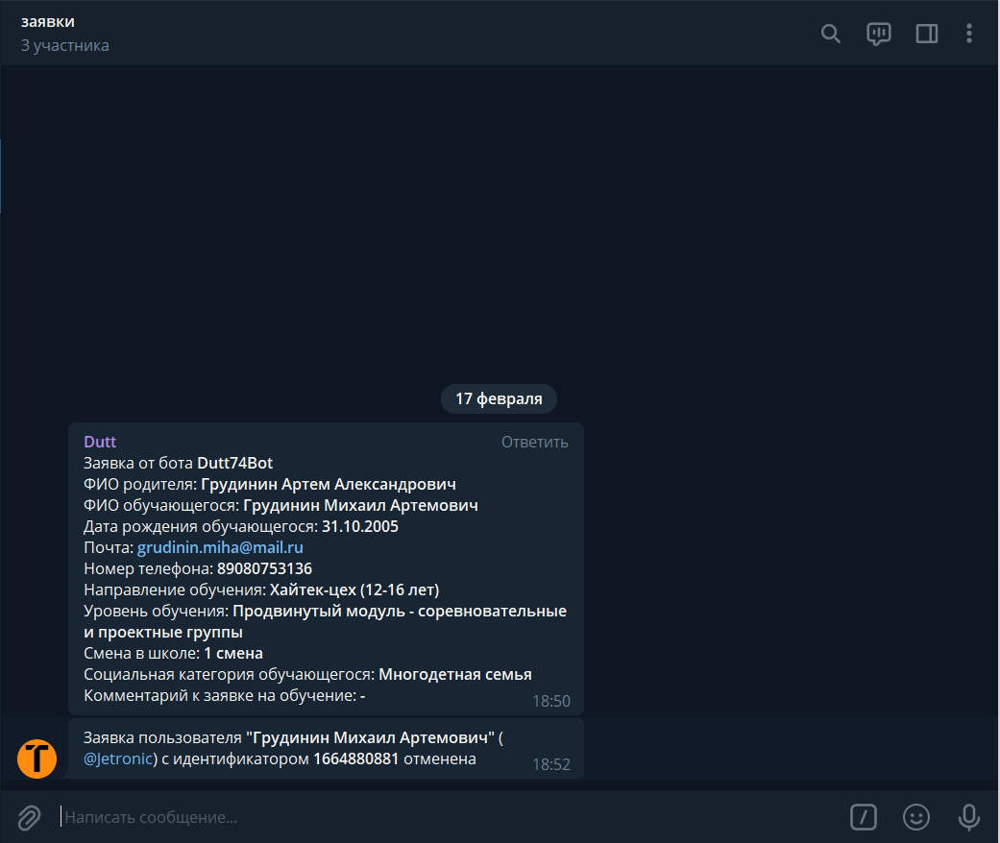 заявки
3 участника
17 февраля
Dutt Ответить
Заявка от бота Dutt74Bot
ФИО родителя: Грудинин Артем Александрович
ФИО обучающегося: Грудинин Михаил Артемович
Дата рождения обучающегося: 31.10.2005
Почта: grudinin.miha@mail.ru
Номер телефона: 89080753136
Направление обучения: Хайтек-цех (12-16 лет)
Уровень обучения: Продвинутый модуль - соревновательные
и проектные группы
Смена в школе: 1 смена
Социальная категория обучающегося: Многодетная семья
Комментарий к заявке на обучение: -
18:50
Заявка пользователя "Грудинин Михаил Артемович" (
@Jetronic) с идентификатором 1664880881 отменена
18:52
Написать сообщение...